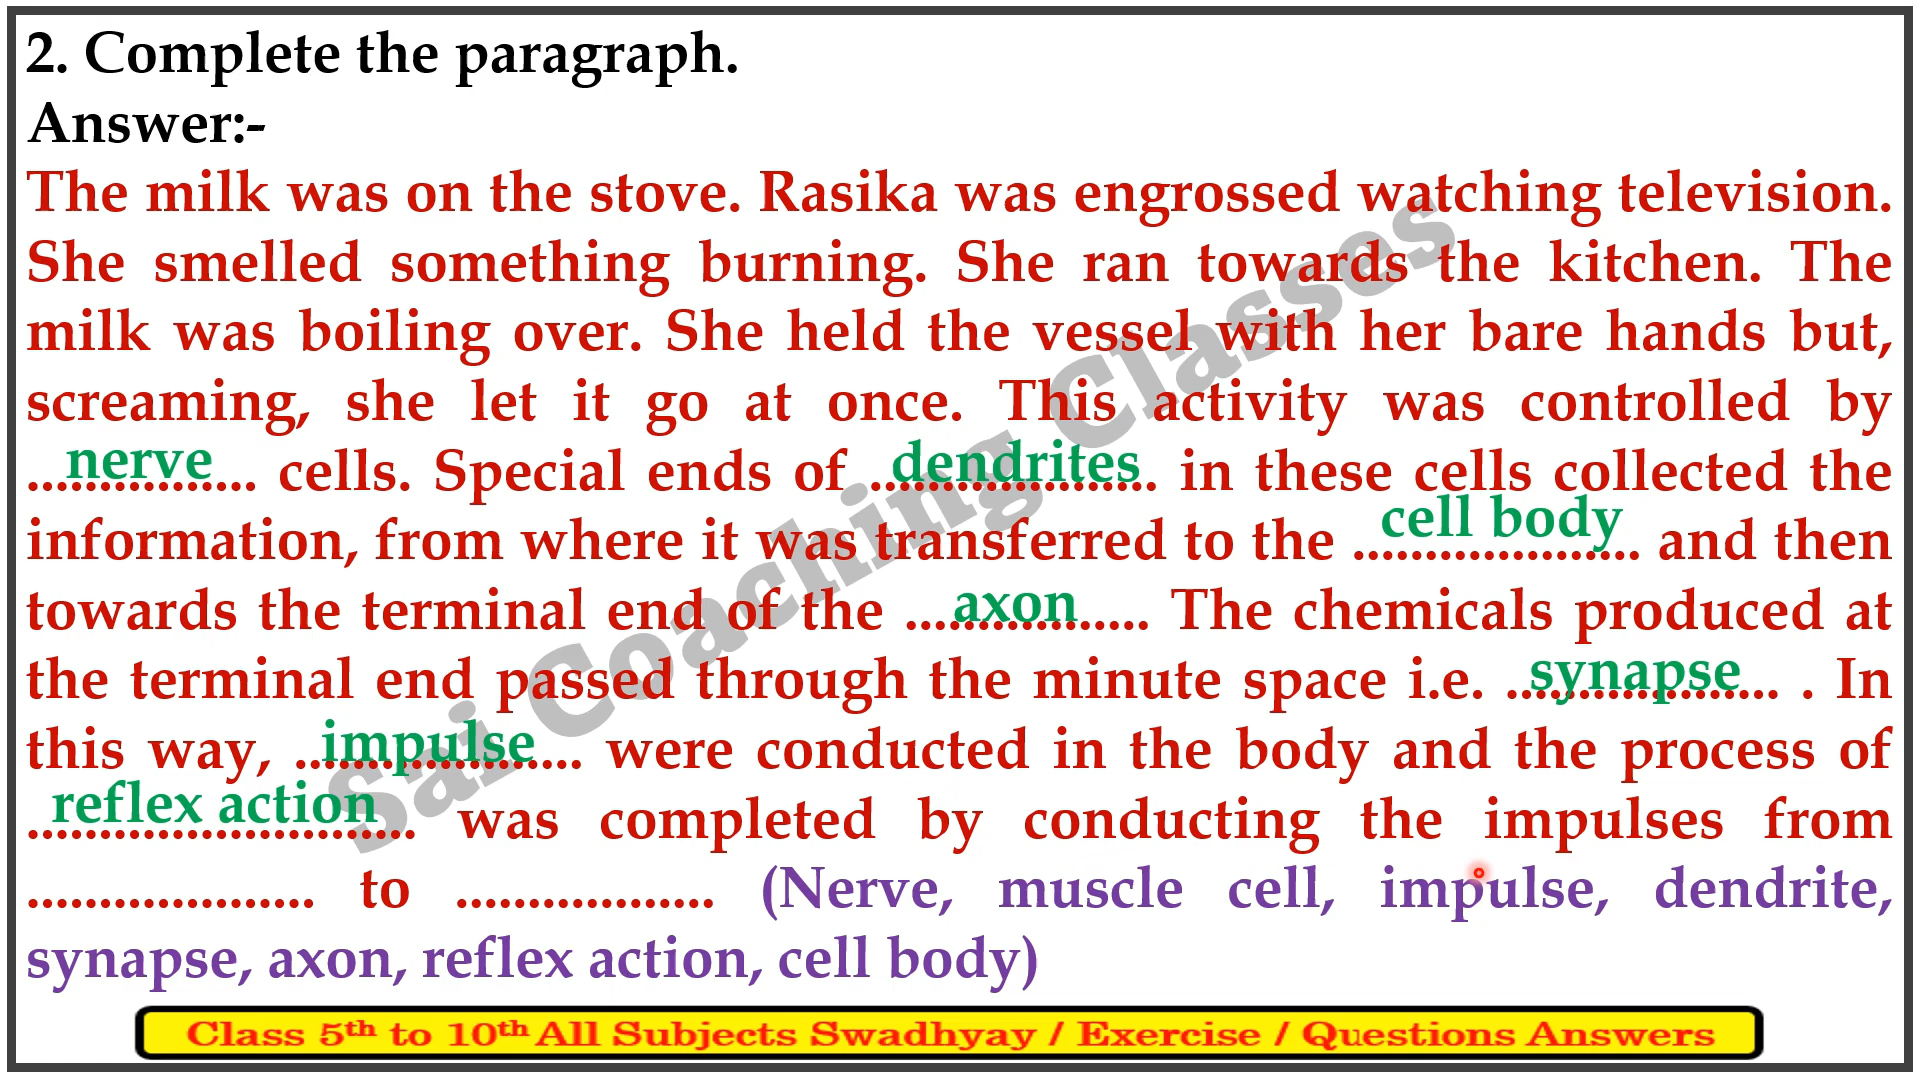 2. Complete the paragraph.
Answer:-
The milk was on the stove. Rasika was engrossed watching television.
She smelled something burning. She ran towards the kitchen. The
milk was boiling over. She held the vessel with her bare hands but,
screaming, she let it go at once. This activity was controlled by
...nerve... cells. Special ends of ...dendrites... in these cells collected the
information, from where it was transferred to the ...cell body... and then
towards the terminal end of the ...axon... The chemicals produced at
the terminal end passed through the minute space i.e. ...synapse... . In
this way, ...impulse... were conducted in the body and the process of
...reflex action... was completed by conducting the impulses from
.................... to .................. (Nerve, muscle cell, impulse, dendrite,
synapse, axon, reflex action, cell body)
Sai Coaching Classes
Class 5th to 10th All Subjects Swadhyay / Exercise / Questions Answers